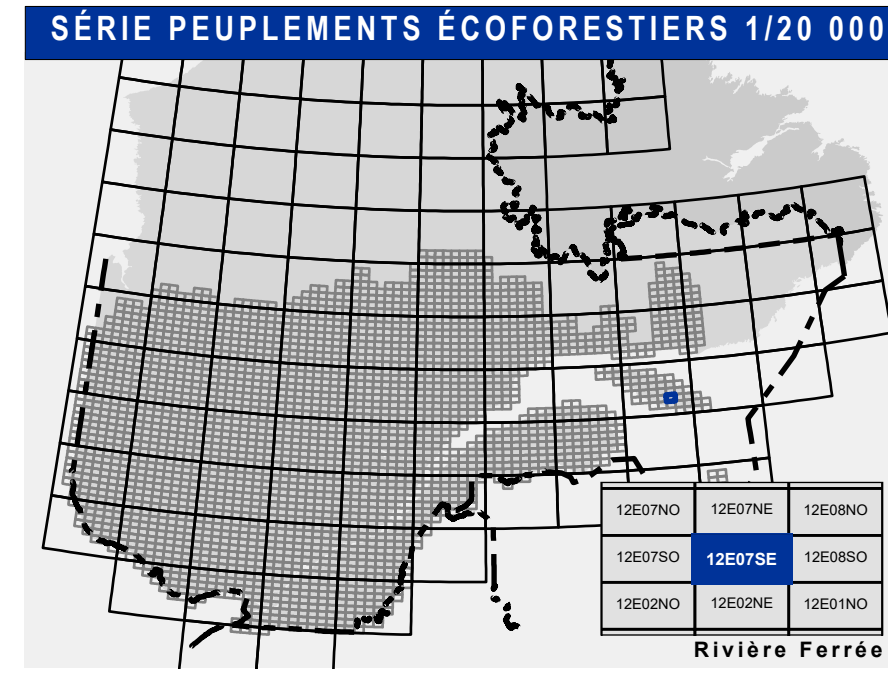 SÉRIE PEUPLEMENTS ÉCOFORESTIERS 1/20 000
12E07NO 12E07NE 12E08NO
12E07SO 12E07SE 12E08SO
12E02NO 12E02NE 12E01NO
Rivière Ferrée